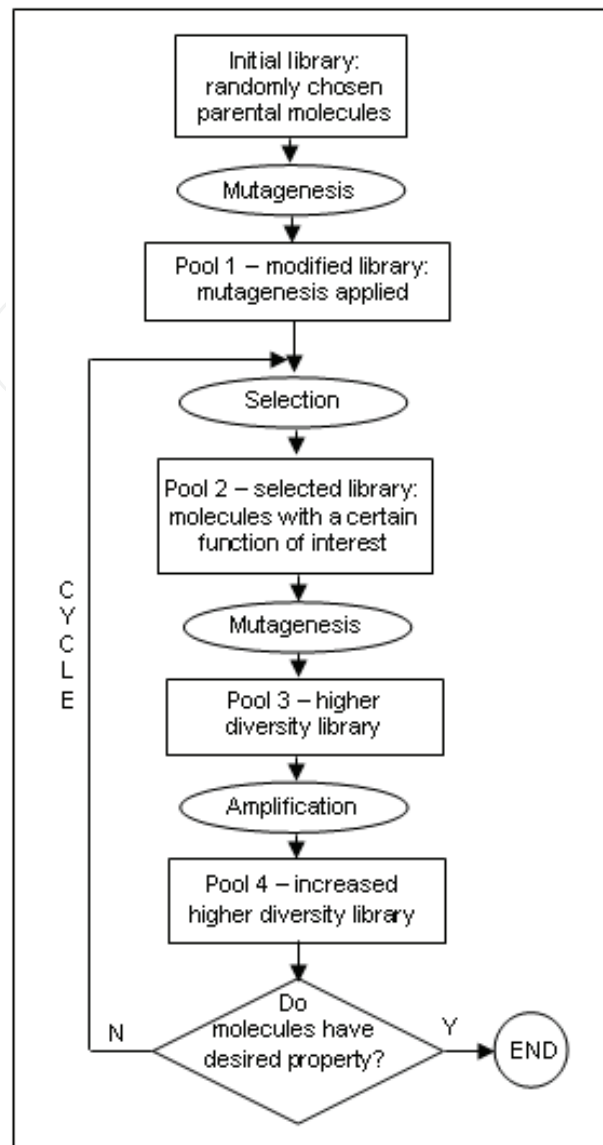 Initial library:
randomly chosen
parental molecules
Mutagenesis
Pool 1 – modified library:
mutagenesis applied
Selection
Pool 2 – selected library:
molecules with a certain
function of interest
C
Y
C
L
E
Mutagenesis
Pool 3 – higher
diversity library
Amplification
Pool 4 – increased
higher diversity library
Do
molecules have
desired property?
N
Y
END